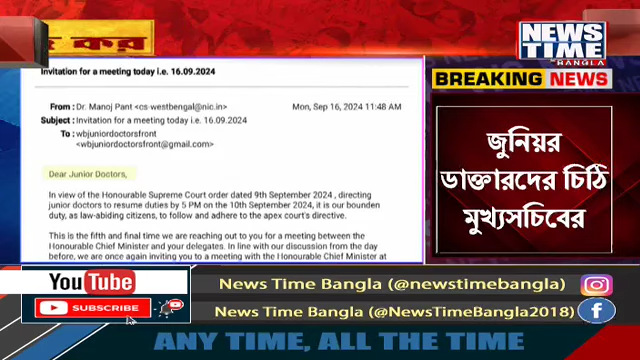 কর
NEWS
TIME
BANGLA
BREAKING NEWS
জুনিয়র
ডাক্তারদের চিঠি
মুখ্যসচিবের
Invitation for a meeting today i.e. 16.09.2024
From : Dr. Manoj Pant <cs-westbengal@nic.in> Mon, Sep 16, 2024 11:48 AM
Subject : Invitation for a meeting today i.e. 16.09.2024
To : wbjuniordoctorsfront
<wbjuniordoctorsfront@gmail.com>
Dear Junior Doctors,
In view of the Honourable Supreme Court order dated 9th September 2024 , directing
junior doctors to resume duties by 5 PM on the 10th September 2024, it is our bounden
duty, as law-abiding citizens, to follow and adhere to the apex court's directive.
This is the fifth and final time we are reaching out to you for a meeting between the
Honourable Chief Minister and your delegates. In line with our discussion from the day
before, we are once again inviting you to a meeting with the Honourable Chief Minister at
YouTube
SUBSCRIBE
News Time Bangla (@newstimebangla)
News Time Bangla (@NewsTimeBangla2018)
ANY TIME, ALL THE TIME